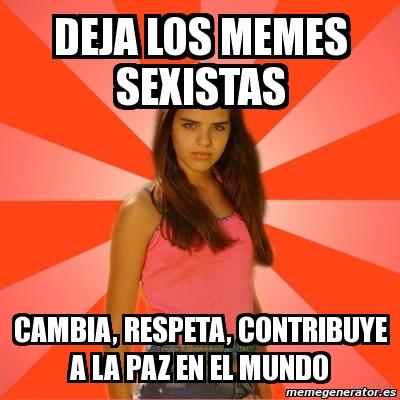 DEJA LOS MEMES
SEXISTAS
CAMBIA, RESPETA, CONTRIBUYE
A LA PAZ EN EL MUNDO
memegenerator.es